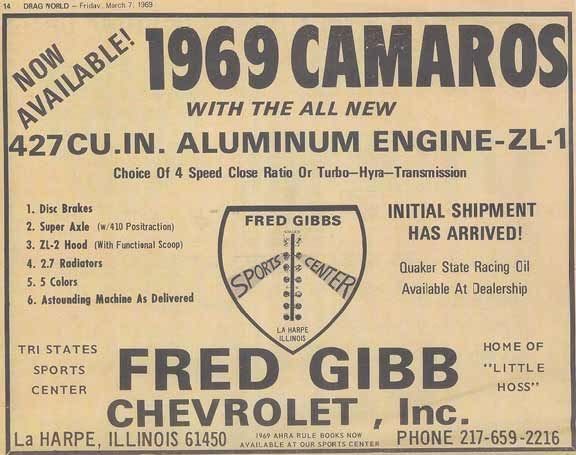 14 DRAG WORLD — Friday, March 7, 1969
NOW AVAILABLE!
1969 CAMAROS
WITH THE ALL NEW
427 CU.IN. ALUMINUM ENGINE-ZL-1
Choice Of 4 Speed Close Ratio Or Turbo—Hyra—Transmission
1. Disc Brakes
2. Super Axle (w/410 Positraction)
3. ZL-2 Hood (With Functional Scoop)
4. 2.7 Radiators
5. 5 Colors
6. Astounding Machine As Delivered
FRED GIBBS
SPORTS CENTER
LA HARPE
ILLINOIS
INITIAL SHIPMENT
HAS ARRIVED!
Quaker State Racing Oil
Available At Dealership
TRI STATES
SPORTS
CENTER
FRED GIBB
CHEVROLET, Inc.
HOME OF
"LITTLE
HOSS"
La HARPE, ILLINOIS 61450
1969 AHRA RULE BOOKS NOW
AVAILABLE AT OUR SPORTS CENTER
PHONE 217-659-2216